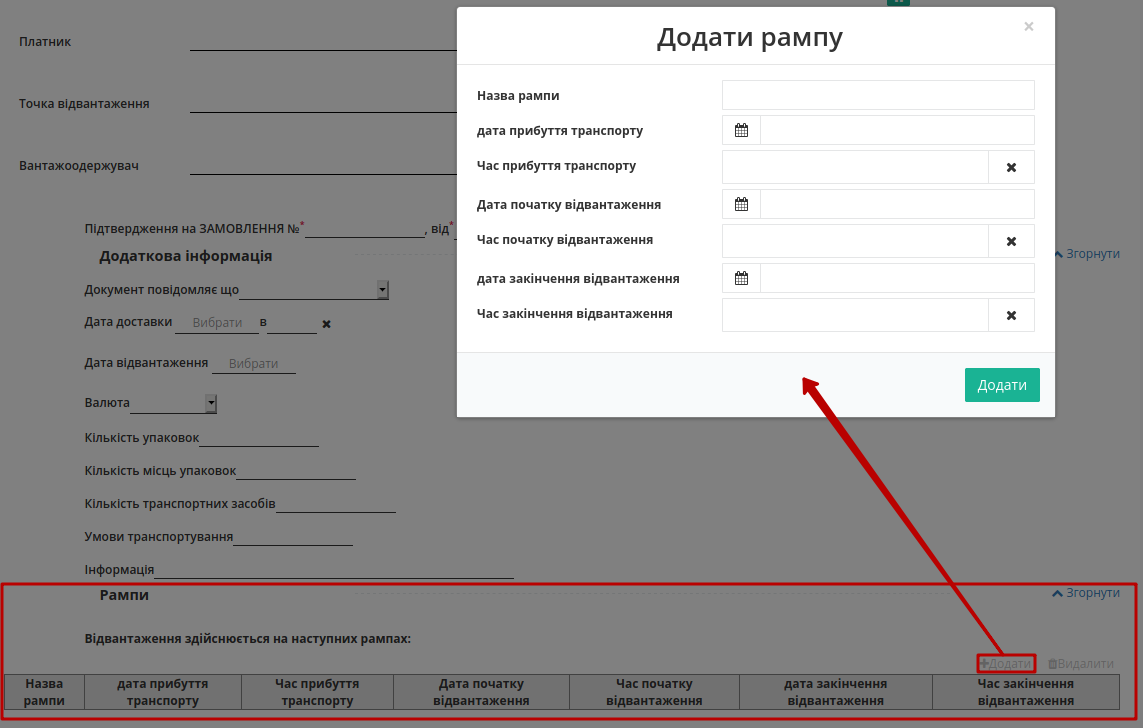 Додати рампу
×
Назва рампи
дата прибуття транспорту
Час прибуття транспорту
Дата початку відвантаження
Час початку відвантаження
дата закінчення відвантаження
Час закінчення відвантаження
Додати
Платник
Точка відвантаження
Вантажоодержувач
Підтвердження на ЗАМОВЛЕННЯ №*, від*
Додаткова інформація
Згорнути
Документ повідомляє що
Дата доставки Вибрати в
Дата відвантаження Вибрати
Валюта
Кількість упаковок
Кількість місць упаковок
Кількість транспортних засобів
Умови транспортування
Інформація
Рампи
Згорнути
Відвантаження здійснюється на наступних рампах:
Додати Видалити
Назва рампи
дата прибуття транспорту
Час прибуття транспорту
Дата початку відвантаження
Час початку відвантаження
дата закінчення відвантаження
Час закінчення відвантаження